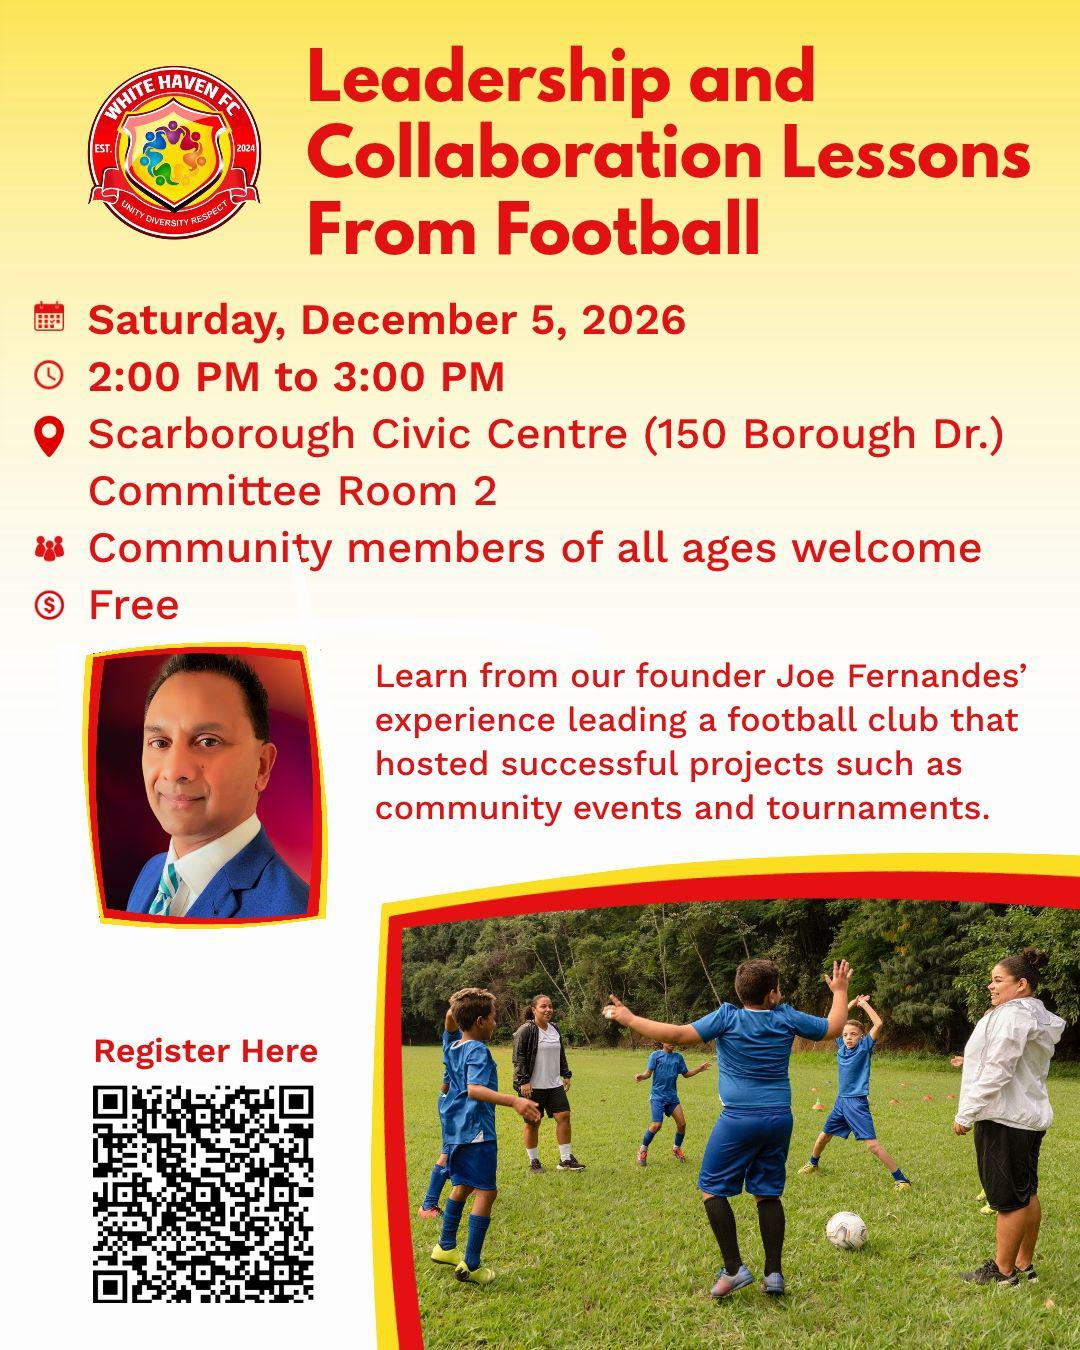 WHITE HAVEN FC
EST. 2024
UNITY DIVERSITY RESPECT
Leadership and
Collaboration Lessons
From Football
Saturday, December 5, 2026
2:00 PM to 3:00 PM
Scarborough Civic Centre (150 Borough Dr.)
Committee Room 2
Community members of all ages welcome
Free
Learn from our founder Joe Fernandes’
experience leading a football club that
hosted successful projects such as
community events and tournaments.
Register Here